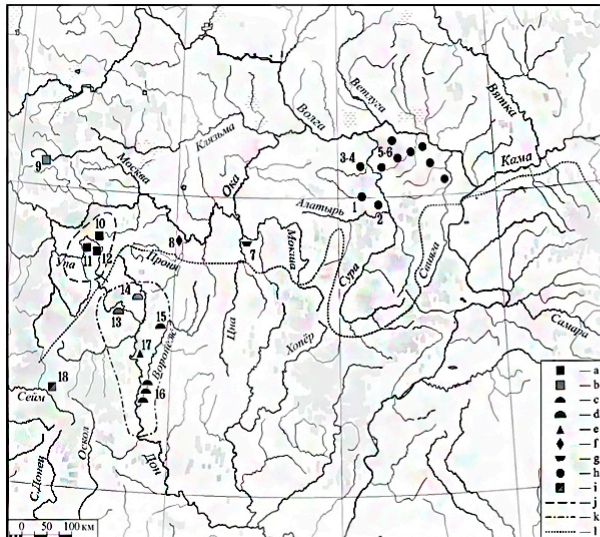 Волга
Ветлуга
Вятка
Клязьма
3-4
5-6
Кама
9
Москва
Ока
Алатырь
1
2
10
11
12
Упа
8
Проня
7
Мокша
Сура
Свияга
14
13
15
Цна
Хопёр
Самара
17
Воронеж
16
18
Сейм
Оскол
С.Донец
Дон
0 50 100 км
a
b
c
d
e
f
g
h
i
j
k
l